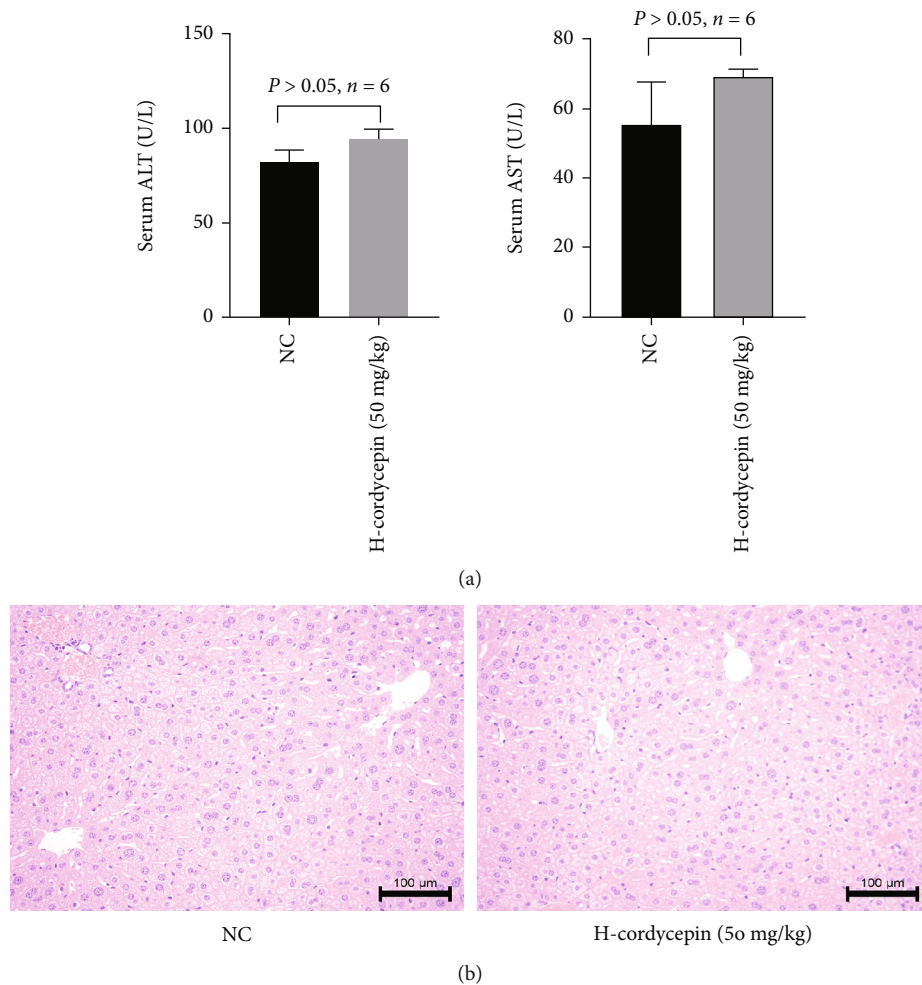 150
100
50
0
Serum ALT (U/L)
P > 0.05, n = 6
NC
H-cordycepin (50 mg/kg)
80
60
40
20
0
Serum AST (U/L)
P > 0.05, n = 6
NC
H-cordycepin (50 mg/kg)
(a)
100 μm
100 μm
NC
H-cordycepin (5o mg/kg)
(b)